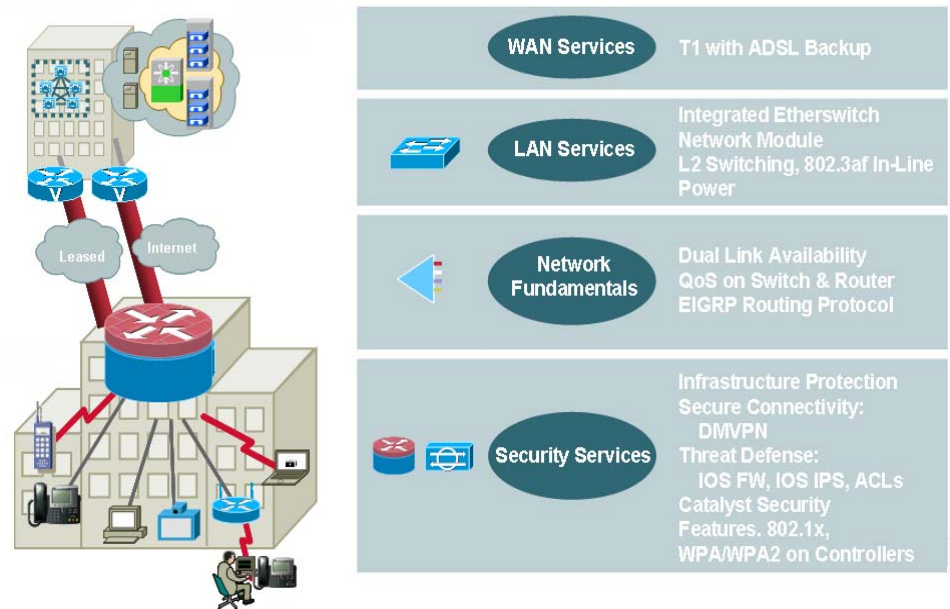 WAN Services
T1 with ADSL Backup
LAN Services
Integrated Etherswitch
Network Module
L2 Switching, 802.3af In-Line
Power
Network
Fundamentals
Dual Link Availability
QoS on Switch & Router
EIGRP Routing Protocol
Security Services
Infrastructure Protection
Secure Connectivity:
DMVPN
Threat Defense:
IOS FW, IOS IPS, ACLs
Catalyst Security
Features. 802.1x,
WPA/WPA2 on Controllers
V
V
Leased
Internet